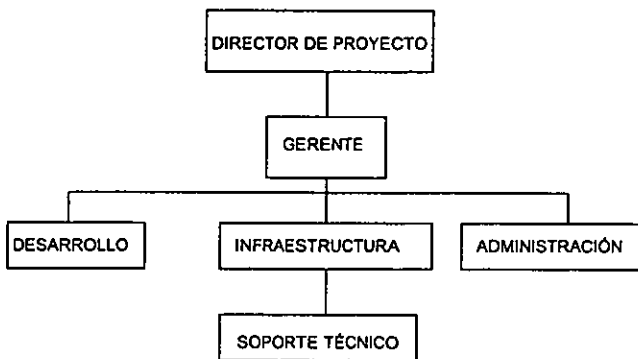 DIRECTOR DE PROYECTO
GERENTE
DESARROLLO
INFRAESTRUCTURA
ADMINISTRACIÓN
SOPORTE TÉCNICO